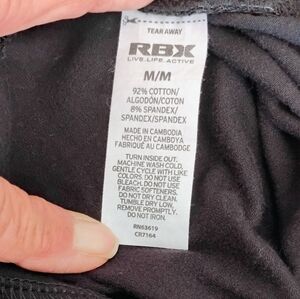 TEAR AWAY
RBX
LIVE. LIFE. ACTIVE
M/M
92% COTTON/
ALGODÓN/COTON
8% SPANDEX/
SPANDEX/SPANDEX
MADE IN CAMBODIA
HECHO EN CAMBOYA
FABRIQUÉ AU CAMBODGE
TURN INSIDE OUT.
MACHINE WASH COLD,
GENTLE CYCLE WITH LIKE
COLORS. DO NOT USE
BLEACH. DO NOT USE
FABRIC SOFTENERS.
DO NOT DRY CLEAN.
TUMBLE DRY LOW,
REMOVE PROMPTLY.
DO NOT IRON.
RN63619
CR7164